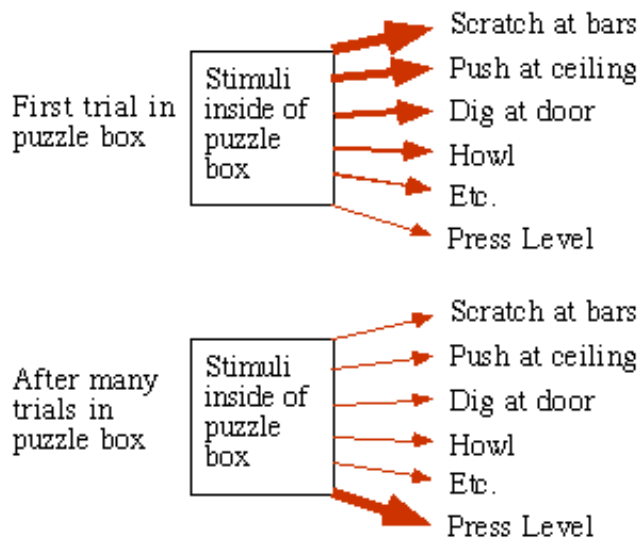 First trial in
puzzle box
Stimuli
inside of
puzzle
box
Scratch at bars
Push at ceiling
Dig at door
Howl
Etc.
Press Level
After many
trials in
puzzle box
Stimuli
inside of
puzzle
box
Scratch at bars
Push at ceiling
Dig at door
Howl
Etc.
Press Level